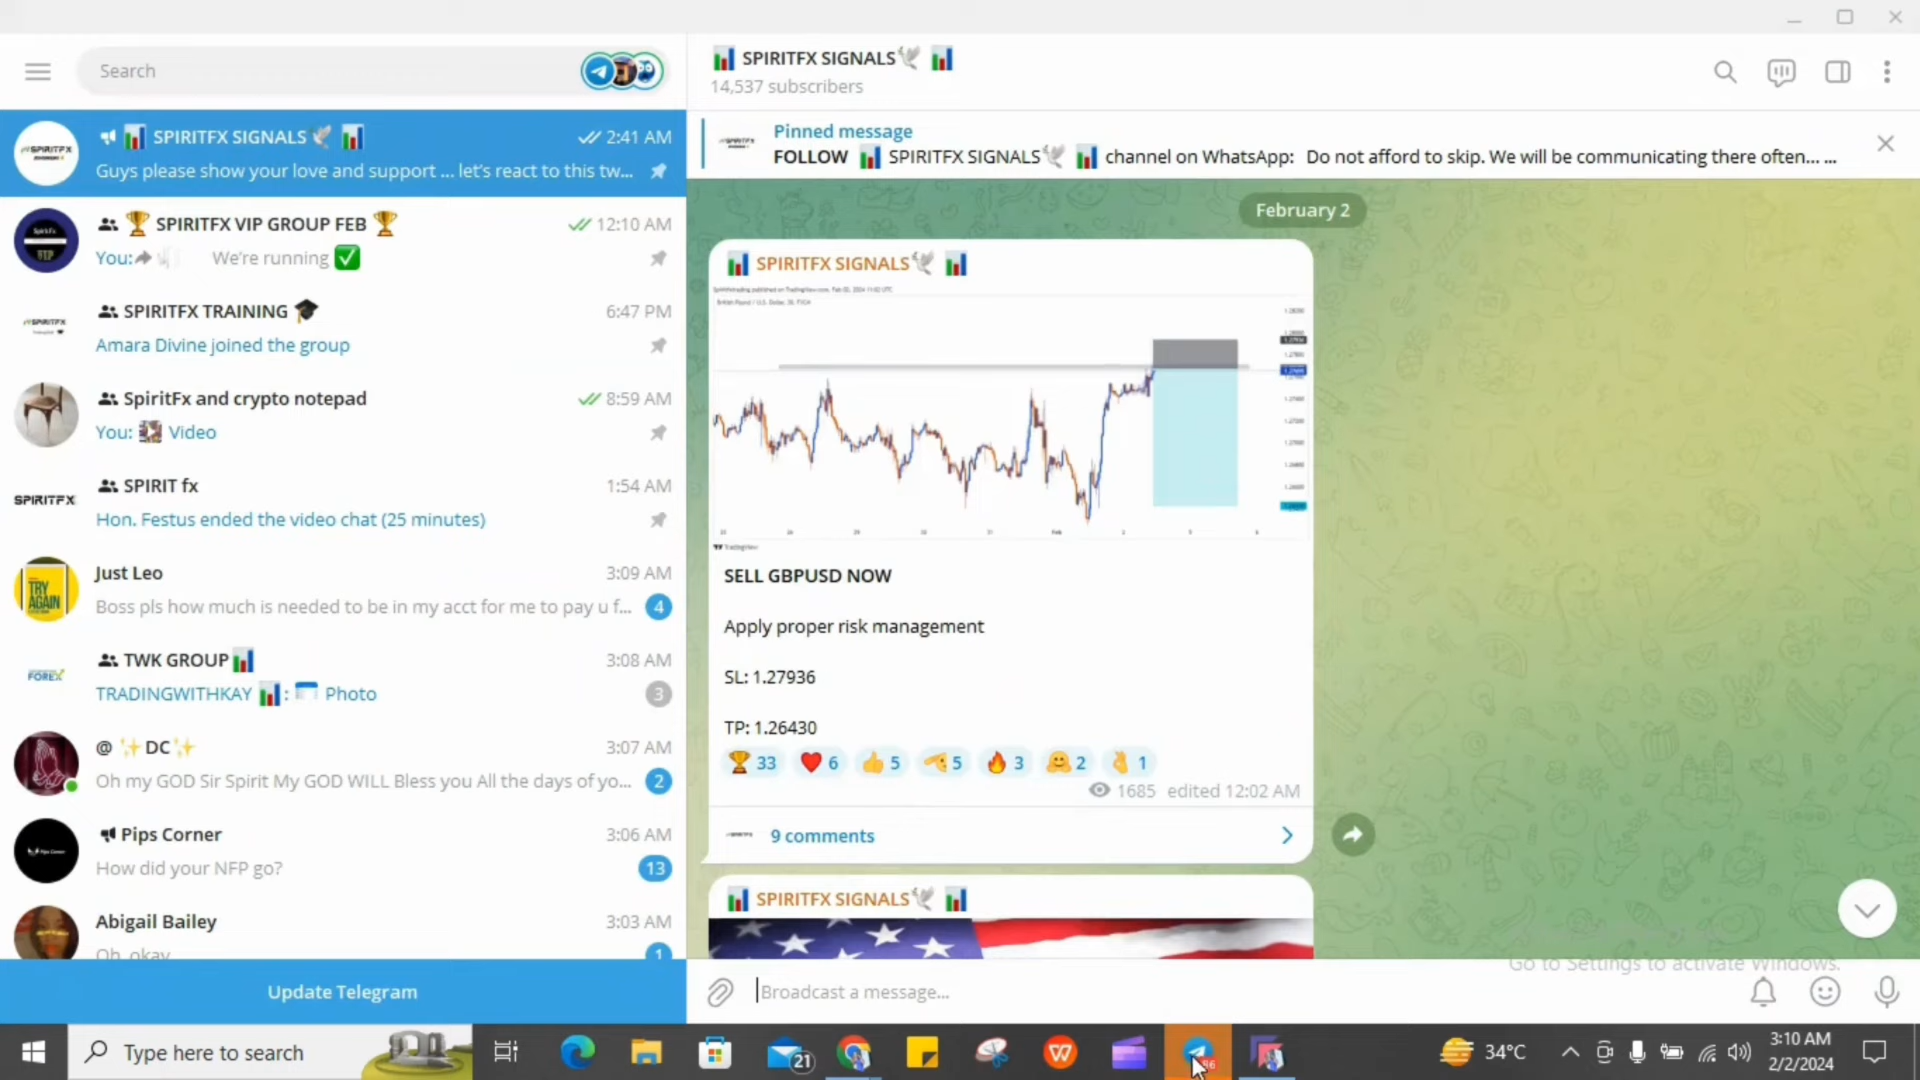 Search
SPIRITFX SIGNALS🕊 📊 2:41 AM
Guys please show your love and support ... let's react to this tw...
🏆 SPIRITFX VIP GROUP FEB 🏆 12:10 AM
You: We're running ✅
SPIRITFX TRAINING 🎓 6:47 PM
Amara Divine joined the group
SpiritFx and crypto notepad 8:59 AM
You: Video
SPIRITFX
SPIRIT fx 1:54 AM
Hon. Festus ended the video chat (25 minutes)
TRY
AGAIN
Just Leo 3:09 AM
Boss pls how much is needed to be in my acct for me to pay u f... 4
FOREX
TWK GROUP📊 3:08 AM
TRADINGWITHKAY 📊: Photo 3
@ ✨DC✨ 3:07 AM
Oh my GOD Sir Spirit My GOD WILL Bless you All the days of yo... 2
Pips Corner 3:06 AM
How did your NFP go? 13
Abigail Bailey 3:03 AM
Oh, okay 1
Update Telegram
📊 SPIRITFX SIGNALS🕊 📊
14,537 subscribers
Pinned message
FOLLOW 📊 SPIRITFX SIGNALS🕊 📊 channel on WhatsApp: Do not afford to skip. We will be communicating there often... ...
February 2
📊 SPIRITFX SIGNALS🕊 📊
TradingView
SELL GBPUSD NOW
Apply proper risk management
SL: 1.27936
TP: 1.26430
🏆 33 ❤ 6 👍 5 🫡 5 🔥 3 🤗 2 🤞 1
1685 edited 12:02 AM
9 comments
📊 SPIRITFX SIGNALS🕊 📊
Go to Settings to activate Windows.
Broadcast a message...
Type here to search
21
34°C
3:10 AM
2/2/2024